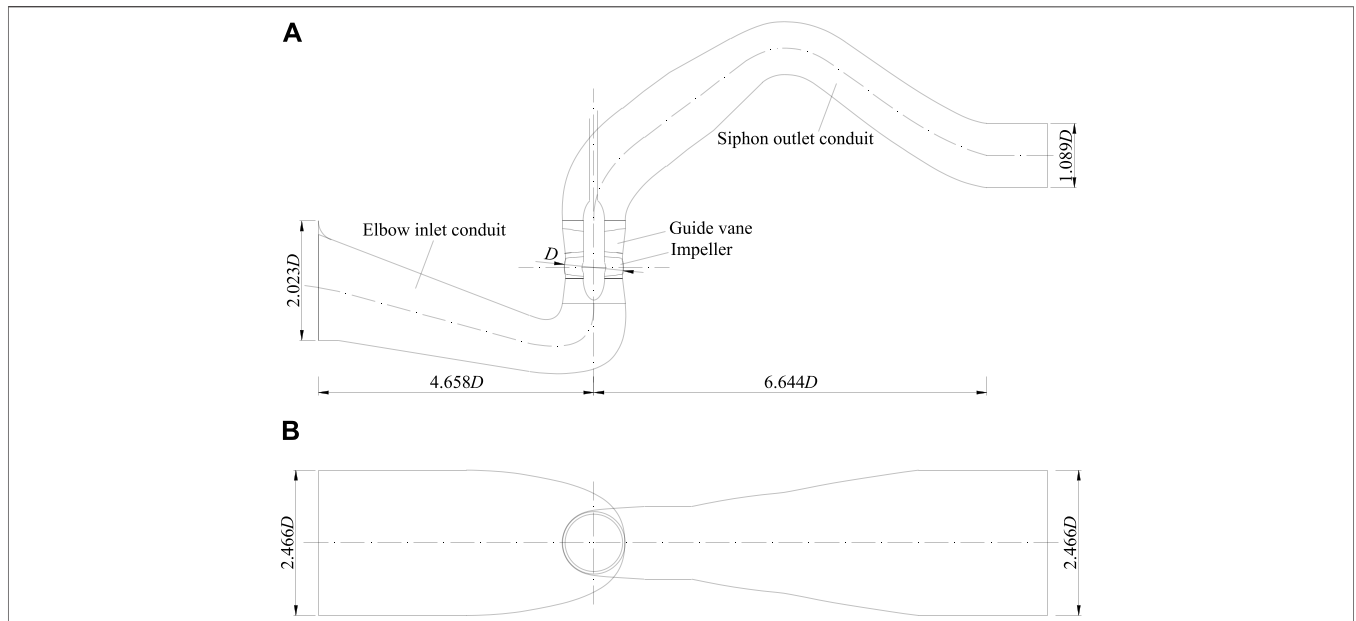 A
Siphon outlet conduit
1.089D
Elbow inlet conduit
Guide vane
Impeller
D
2.023D
4.658D
6.644D
B
2.466D
2.466D